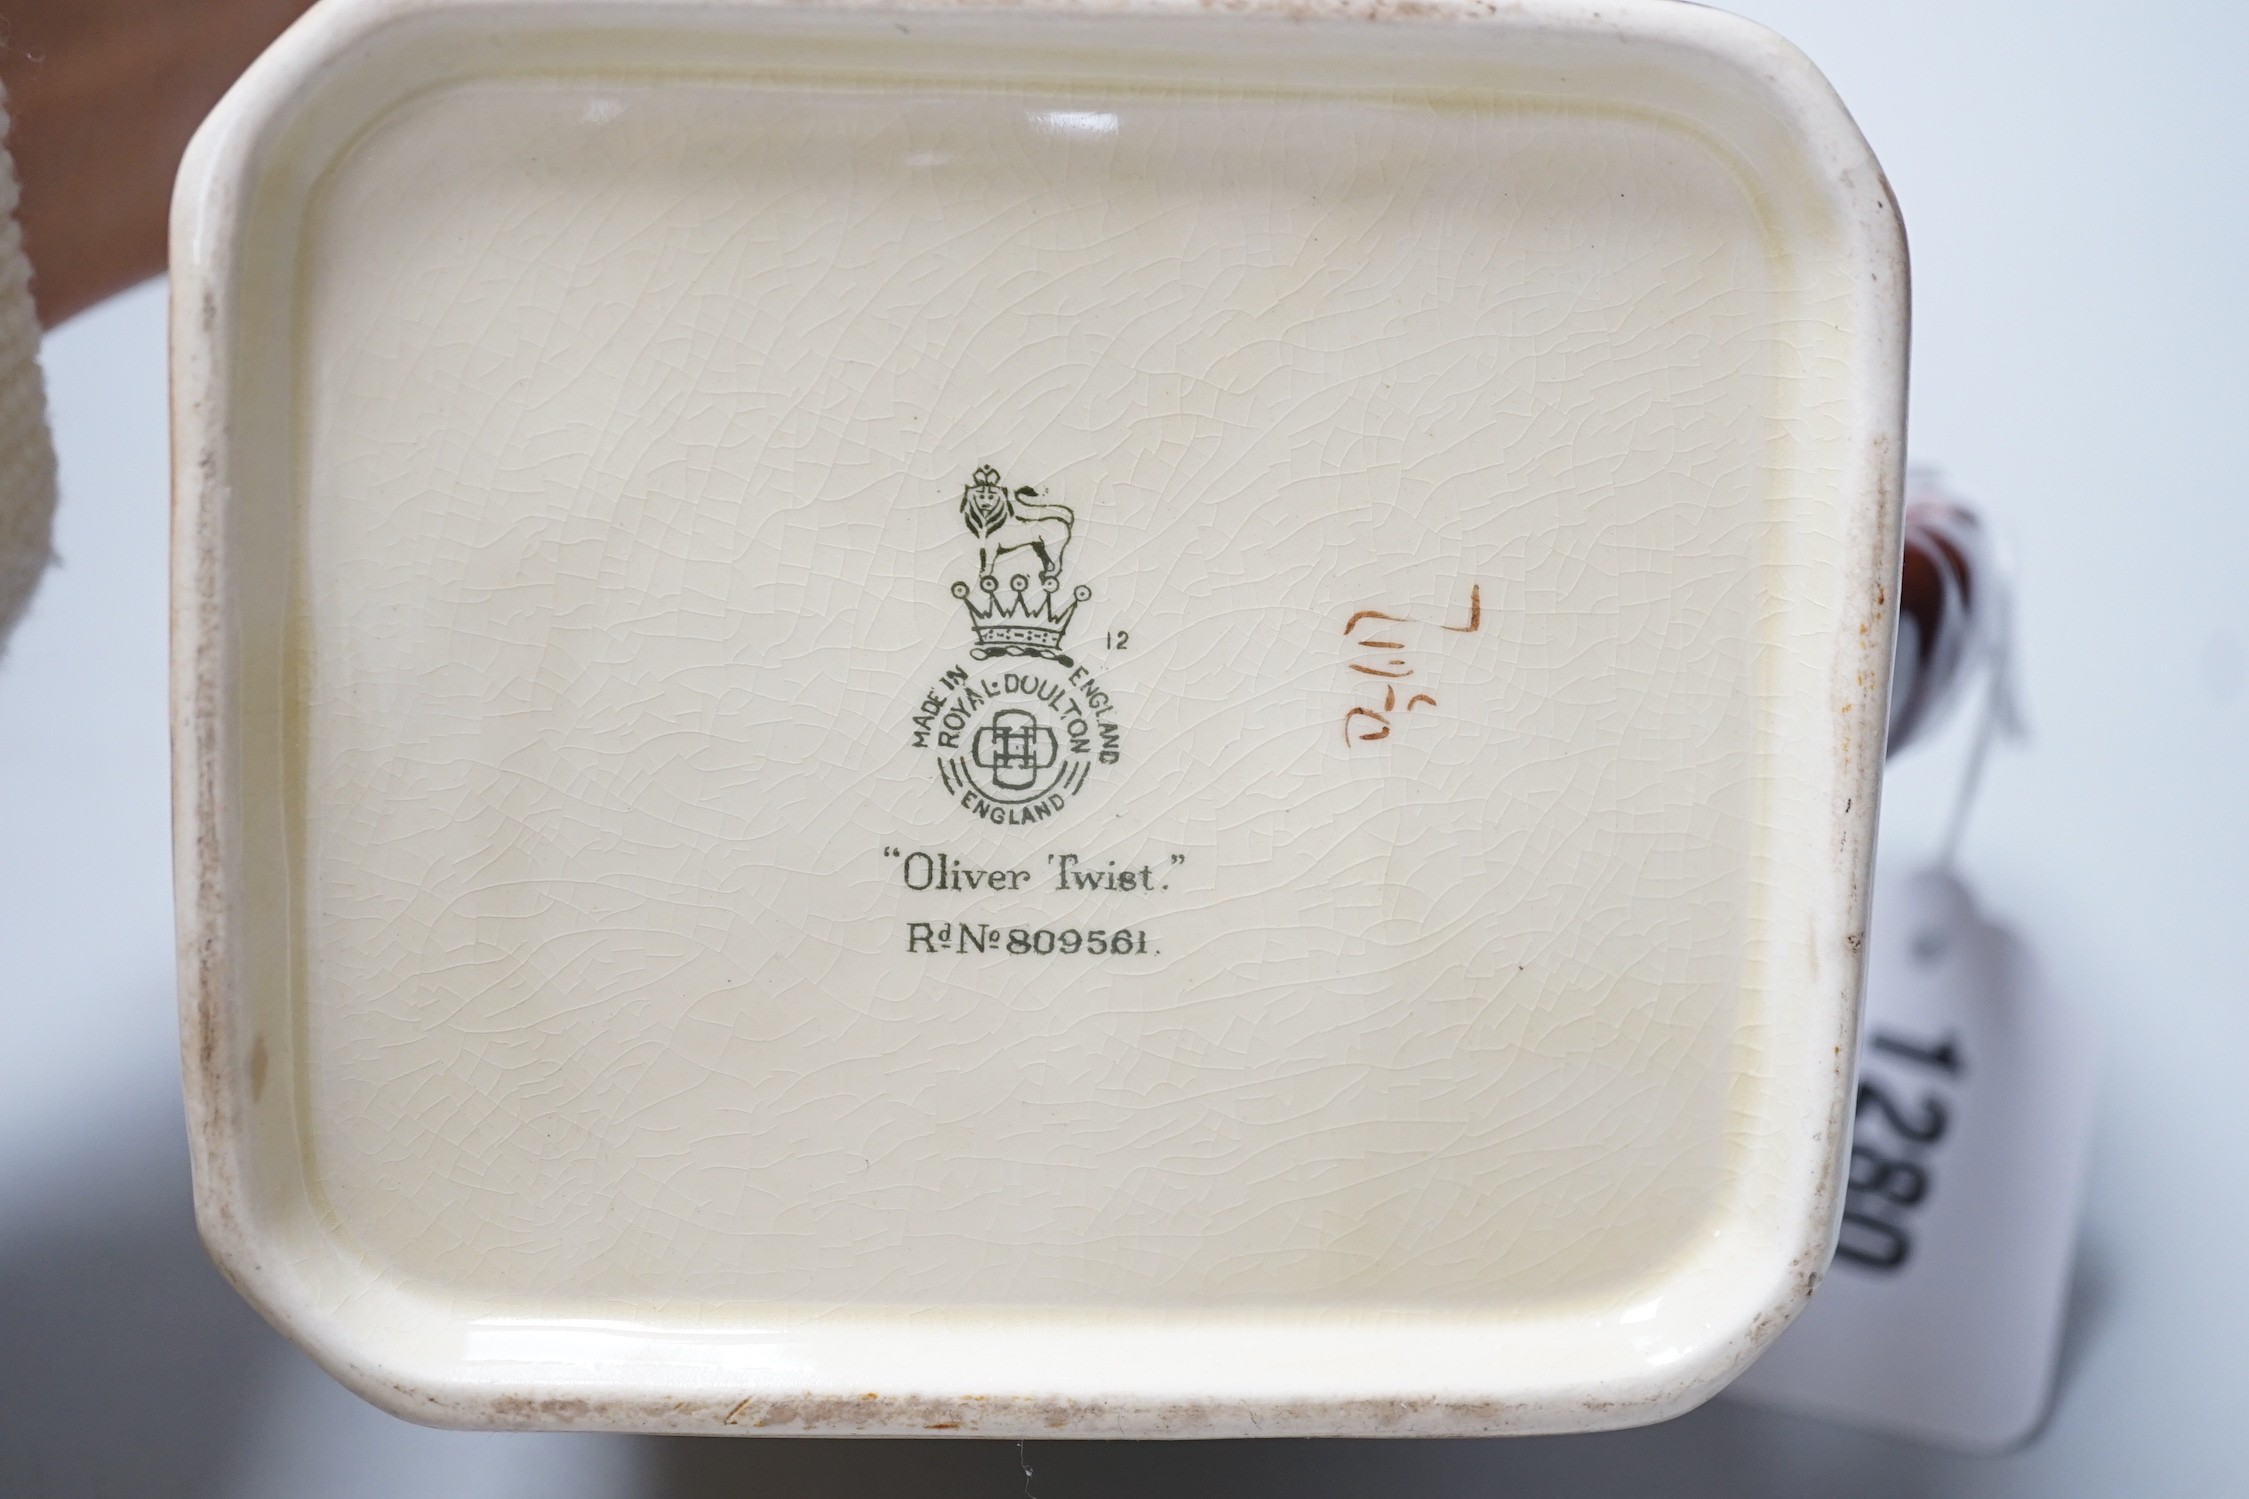 12
MADE IN ENGLAND
ROYAL·DOULTON
ENGLAND
“Oliver Twist.”
Rd No 809561.
1280